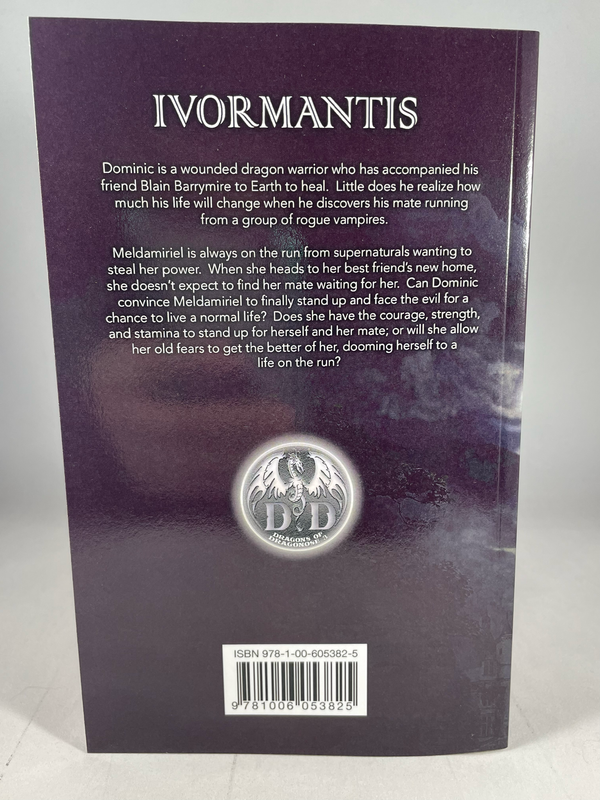 IVORMANTIS
Dominic is a wounded dragon warrior who has accompanied his
friend Blain Barrymire to Earth to heal. Little does he realize how
much his life will change when he discovers his mate running
from a group of rogue vampires.
Meldamiriel is always on the run from supernaturals wanting to
steal her power. When she heads to her best friend's new home,
she doesn't expect to find her mate waiting for her. Can Dominic
convince Meldamiriel to finally stand up and face the evil for a
chance to live a normal life? Does she have the courage, strength,
and stamina to stand up for herself and her mate; or will she allow
her old fears to get the better of her, dooming herself to a
life on the run?
D D
DRAGONS OF
DRAGONOSE 3
ISBN 978-1-00-605382-5
9 781006 053825